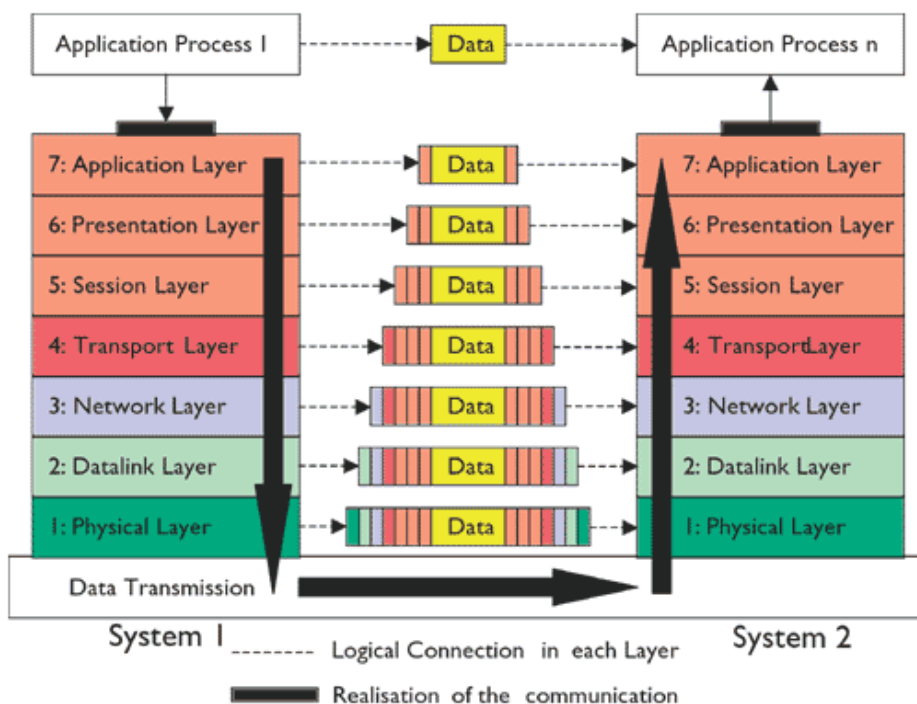 Application Process 1
Data
Application Process n
7: Application Layer
Data
7: Application Layer
6: Presentation Layer
Data
6: Presentation Layer
5: Session Layer
Data
5: Session Layer
4: Transport Layer
Data
4: TransportLayer
3: Network Layer
Data
3: Network Layer
2: Datalink Layer
Data
2: Datalink Layer
1: Physical Layer
Data
1: Physical Layer
Data Transmission
System 1
System 2
Logical Connection in each Layer
Realisation of the communication